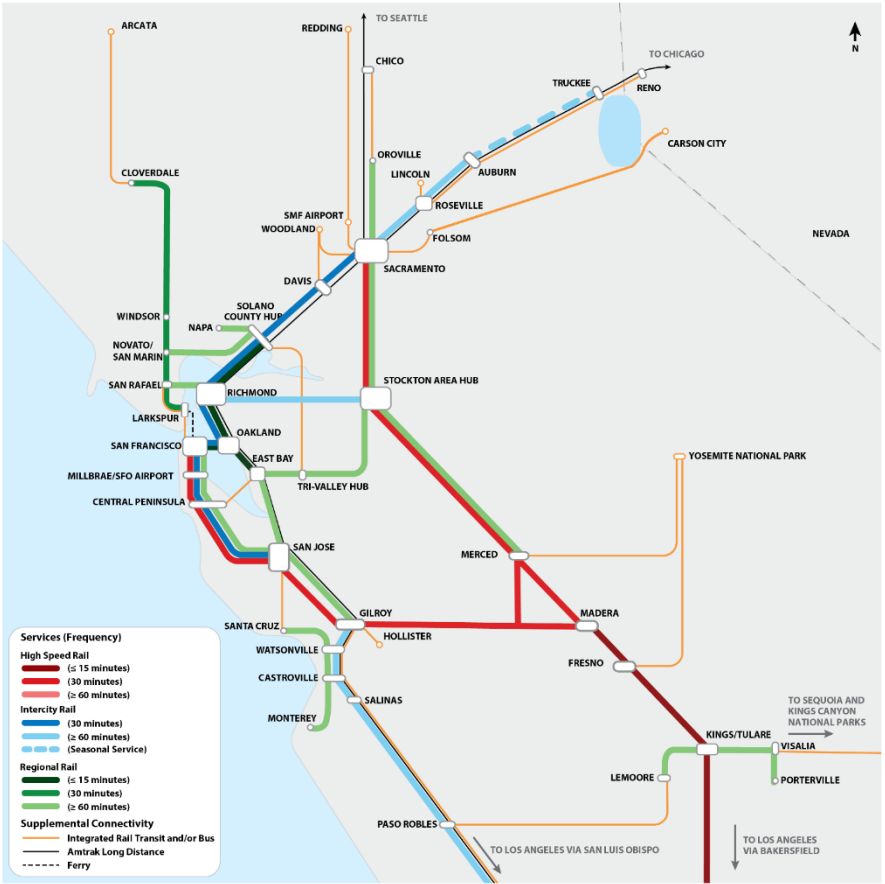 ARCATA
REDDING
TO SEATTLE
CHICO
N
TO CHICAGO
TRUCKEE
RENO
CARSON CITY
OROVILLE
CLOVERDALE
LINCOLN
AUBURN
ROSEVILLE
SMF AIRPORT
WOODLAND
FOLSOM
NEVADA
SACRAMENTO
DAVIS
SOLANO
COUNTY HUB
WINDSOR
NAPA
NOVATO/
SAN MARIN
SAN RAFAEL
RICHMOND
STOCKTON AREA HUB
LARKSPUR
OAKLAND
SAN FRANCISCO
EAST BAY
YOSEMITE NATIONAL PARK
MILLBRAE/SFO AIRPORT
TRI-VALLEY HUB
CENTRAL PENINSULA
SAN JOSE
MERCED
GILROY
MADERA
SANTA CRUZ
HOLLISTER
WATSONVILLE
FRESNO
CASTROVILLE
SALINAS
TO SEQUOIA AND
KINGS CANYON
NATIONAL PARKS
MONTEREY
KINGS/TULARE
VISALIA
LEMOORE
PORTERVILLE
PASO ROBLES
TO LOS ANGELES VIA SAN LUIS OBISPO
TO LOS ANGELES
VIA BAKERSFIELD
Services (Frequency)
High Speed Rail
(≤ 15 minutes)
(30 minutes)
(≥ 60 minutes)
Intercity Rail
(30 minutes)
(≥ 60 minutes)
(Seasonal Service)
Regional Rail
(≤ 15 minutes)
(30 minutes)
(≥ 60 minutes)
Supplemental Connectivity
Integrated Rail Transit and/or Bus
Amtrak Long Distance
Ferry